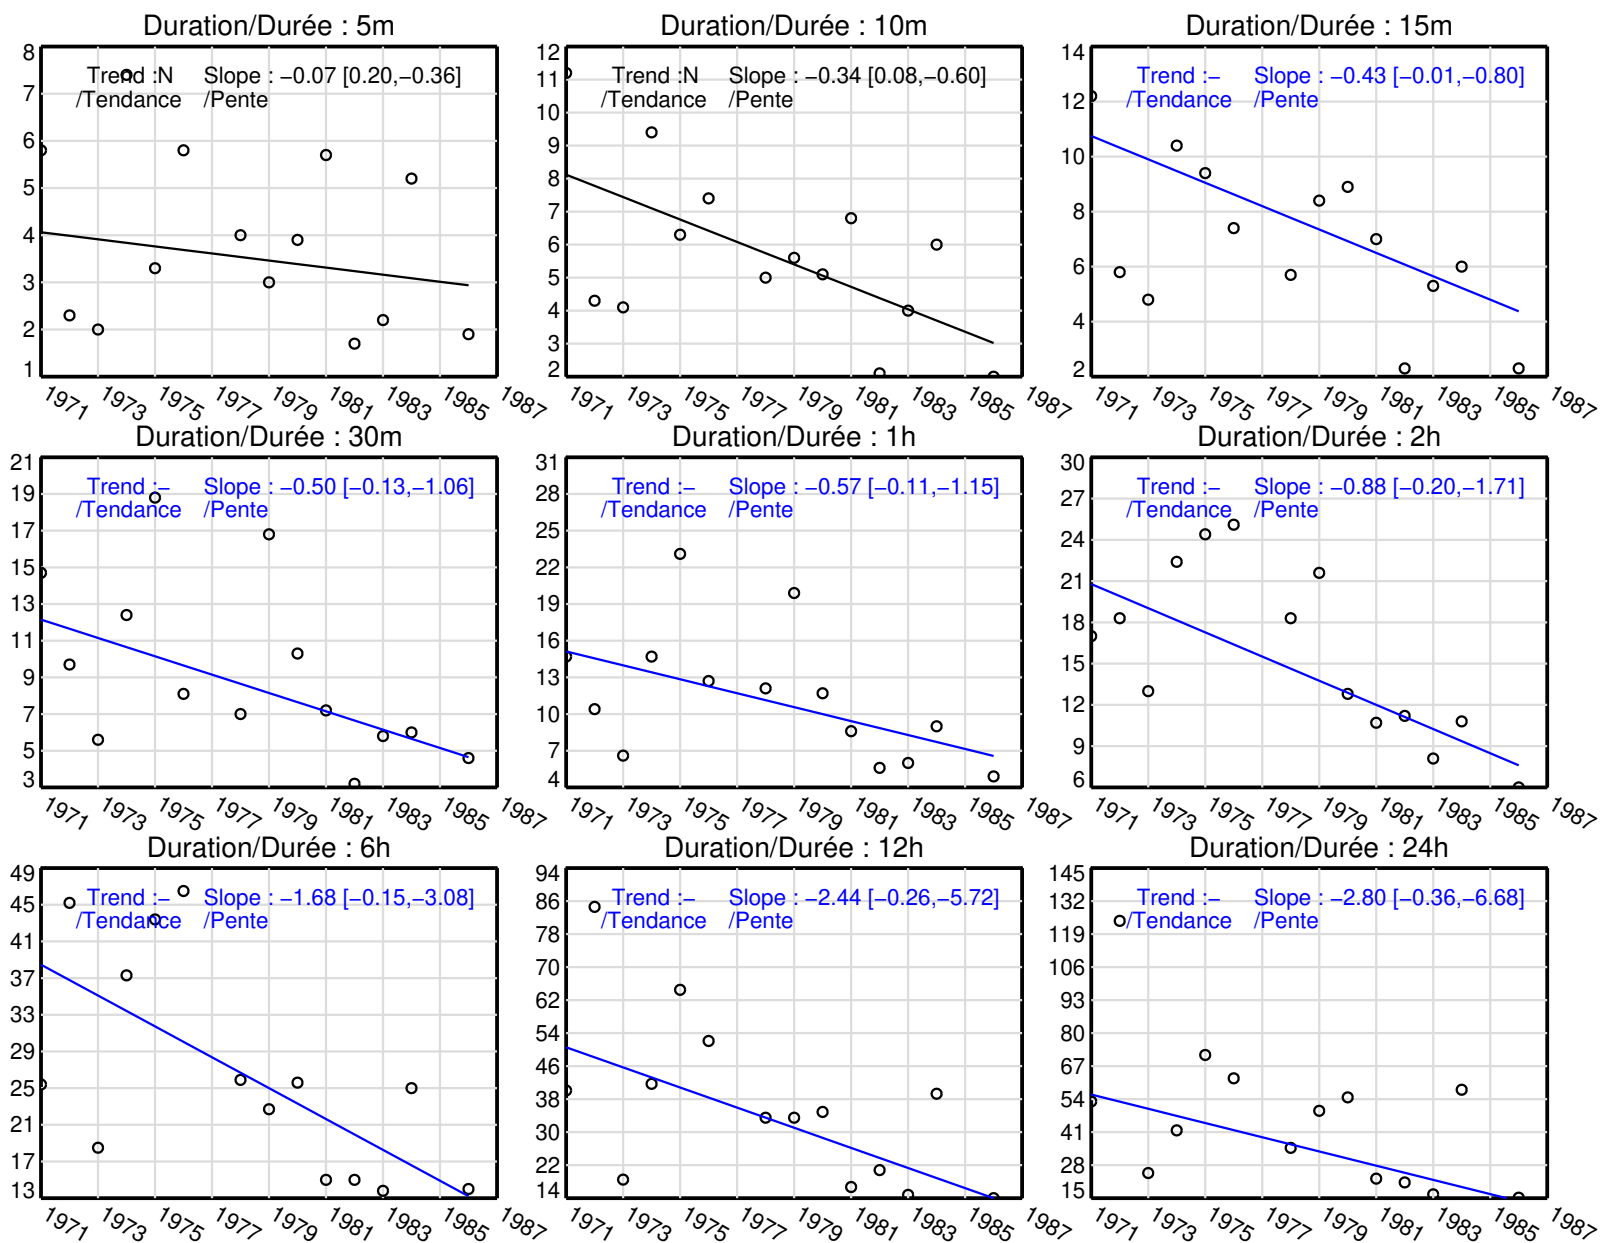 Duration/Durée : 5m
Trend :N Slope : −0.07 [0.20,−0.36]
/Tendance /Pente
8
7
6
5
4
3
2
1
1971 1973 1975 1977 1979 1981 1983 1985 1987
Duration/Durée : 10m
Trend :N Slope : −0.34 [0.08,−0.60]
/Tendance /Pente
12
11
10
9
8
7
6
5
4
3
2
1971 1973 1975 1977 1979 1981 1983 1985 1987
Duration/Durée : 15m
Trend :− Slope : −0.43 [−0.01,−0.80]
/Tendance /Pente
14
12
10
8
6
4
2
1971 1973 1975 1977 1979 1981 1983 1985 1987
Duration/Durée : 30m
Trend :− Slope : −0.50 [−0.13,−1.06]
/Tendance /Pente
21
19
17
15
13
11
9
7
5
3
1971 1973 1975 1977 1979 1981 1983 1985 1987
Duration/Durée : 1h
Trend :− Slope : −0.57 [−0.11,−1.15]
/Tendance /Pente
31
28
25
22
19
16
13
10
7
4
1971 1973 1975 1977 1979 1981 1983 1985 1987
Duration/Durée : 2h
Trend :− Slope : −0.88 [−0.20,−1.71]
/Tendance /Pente
30
27
24
21
18
15
12
9
6
1971 1973 1975 1977 1979 1981 1983 1985 1987
Duration/Durée : 6h
Trend :− Slope : −1.68 [−0.15,−3.08]
/Tendance /Pente
49
45
41
37
33
29
25
21
17
13
1971 1973 1975 1977 1979 1981 1983 1985 1987
Duration/Durée : 12h
Trend :− Slope : −2.44 [−0.26,−5.72]
/Tendance /Pente
94
86
78
70
62
54
46
38
30
22
14
1971 1973 1975 1977 1979 1981 1983 1985 1987
Duration/Durée : 24h
Trend :− Slope : −2.80 [−0.36,−6.68]
/Tendance /Pente
145
132
119
106
93
80
67
54
41
28
15
1971 1973 1975 1977 1979 1981 1983 1985 1987